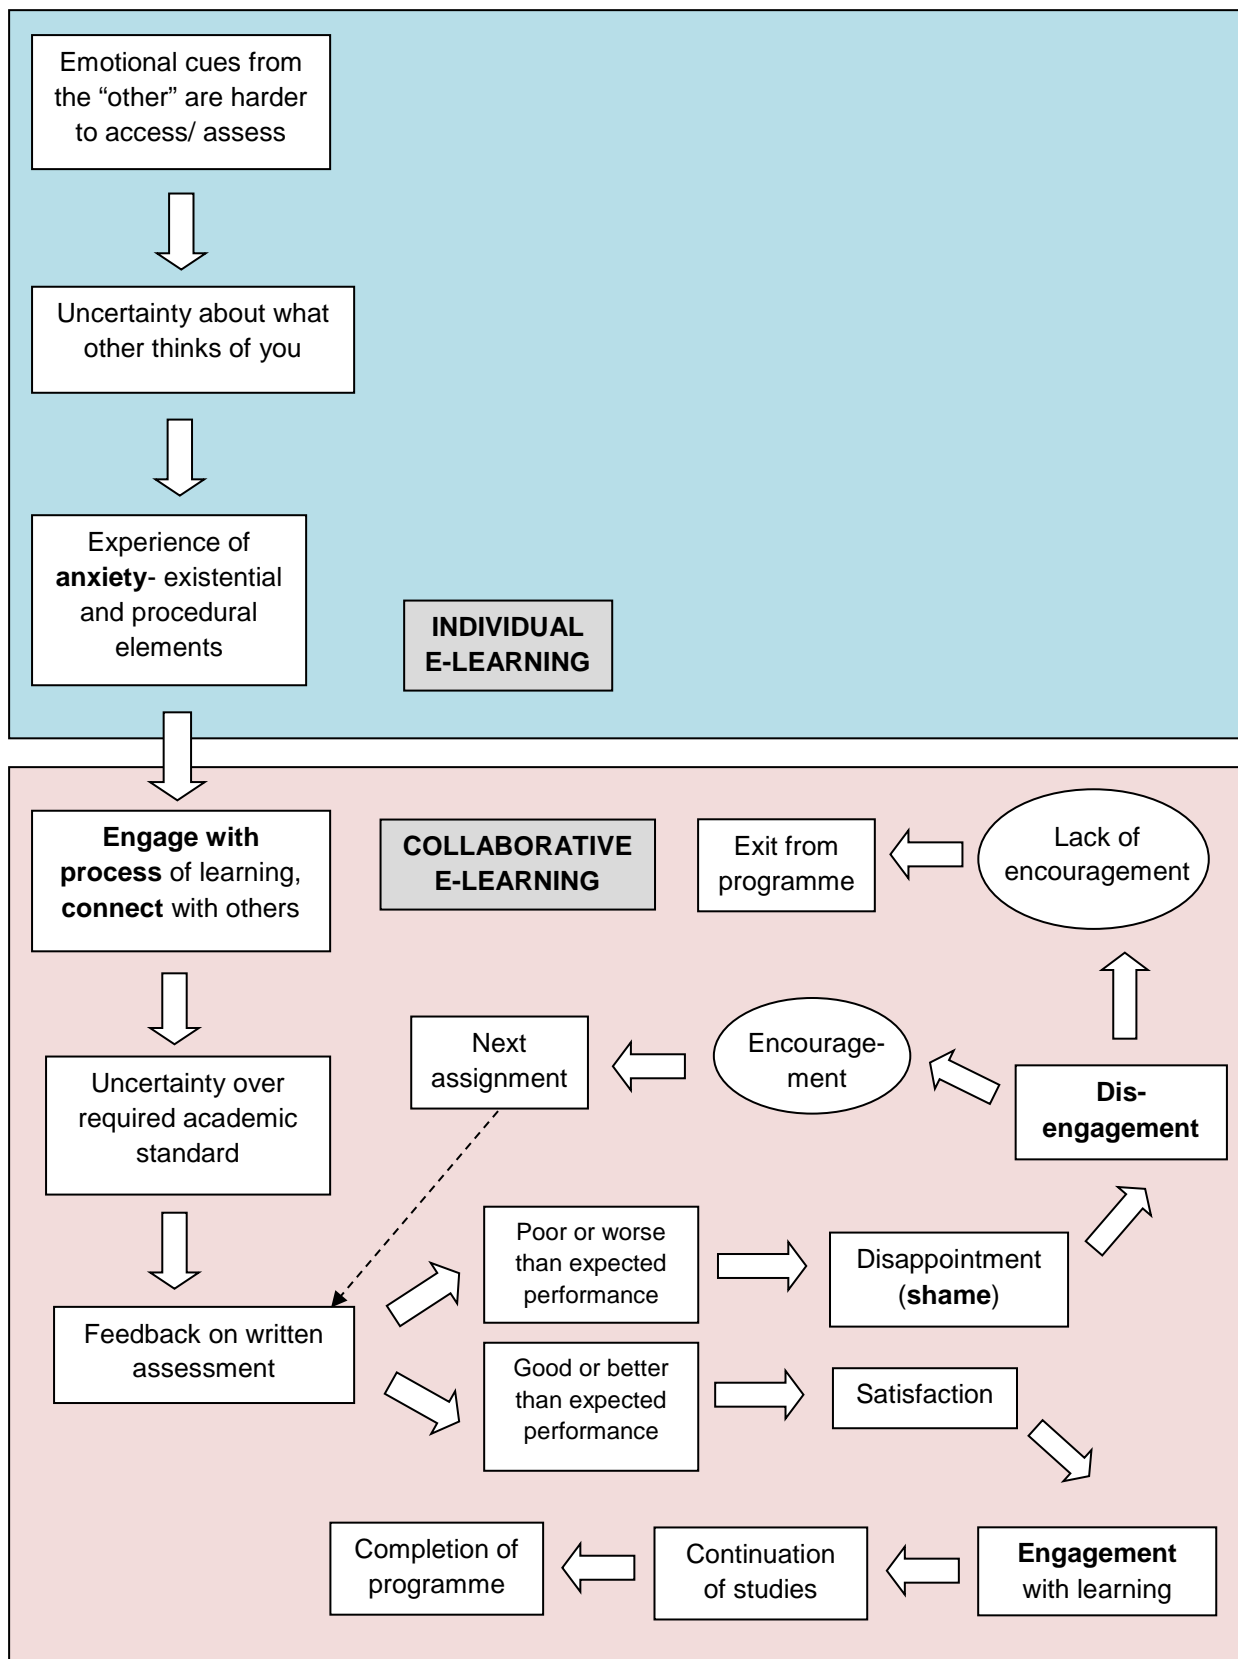 Emotional cues from
the “other” are harder
to access/ assess
Uncertainty about what
other thinks of you
Experience of
anxiety- existential
and procedural
elements
INDIVIDUAL
E-LEARNING
Engage with
process of learning,
connect with others
COLLABORATIVE
E-LEARNING
Exit from
programme
Lack of
encouragement
Uncertainty over
required academic
standard
Next
assignment
Encourage-
ment
Dis-
engagement
Feedback on written
assessment
Poor or worse
than expected
performance
Disappointment
(shame)
Good or better
than expected
performance
Satisfaction
Completion of
programme
Continuation
of studies
Engagement
with learning